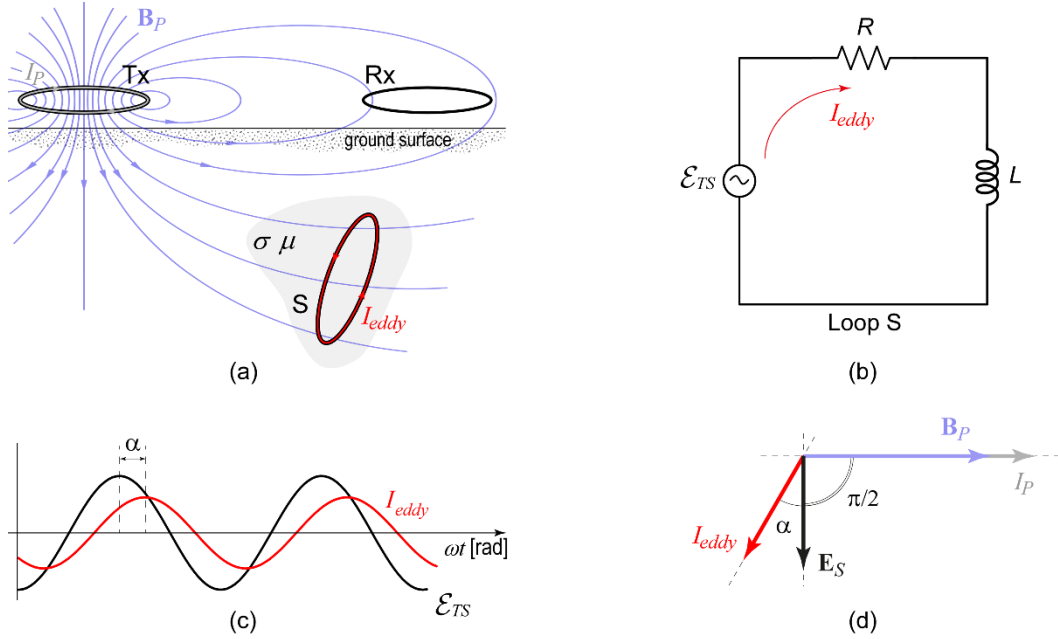 B_P
I_P
Tx
Rx
ground surface
σ μ
S
I_eddy
(a)
R
I_eddy
ℰ_TS
L
Loop S
(b)
α
I_eddy
ωt [rad]
ℰ_TS
(c)
B_P
I_P
π/2
α
I_eddy
E_S
(d)